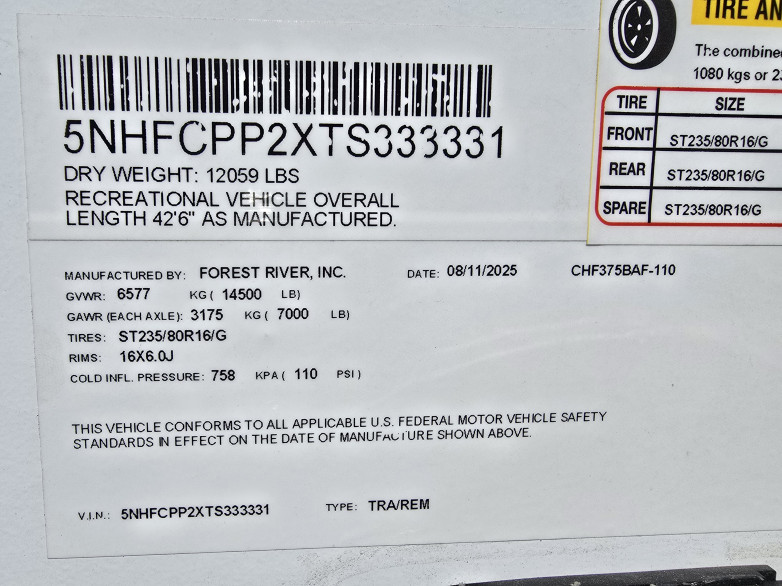 TIRE AN
The combine
1080 kgs or 23
TIRE SIZE
FRONT ST235/80R16/G
REAR ST235/80R16/G
SPARE ST235/80R16/G
5NHFCPP2XTS333331
DRY WEIGHT: 12059 LBS
RECREATIONAL VEHICLE OVERALL
LENGTH 42'6" AS MANUFACTURED.
MANUFACTURED BY: FOREST RIVER, INC. DATE: 08/11/2025 CHF375BAF-110
GVWR: 6577 KG ( 14500 LB)
GAWR (EACH AXLE): 3175 KG ( 7000 LB)
TIRES: ST235/80R16/G
RIMS: 16X6.0J
COLD INFL. PRESSURE: 758 KPA ( 110 PSI )
THIS VEHICLE CONFORMS TO ALL APPLICABLE U.S. FEDERAL MOTOR VEHICLE SAFETY
STANDARDS IN EFFECT ON THE DATE OF MANUFACTURE SHOWN ABOVE.
V.I.N.: 5NHFCPP2XTS333331 TYPE: TRA/REM